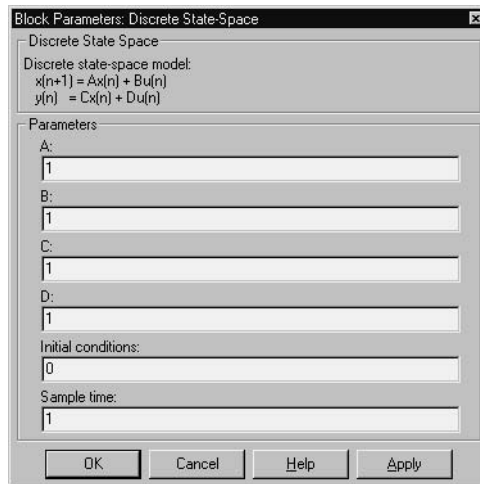 Block Parameters: Discrete State-Space
Discrete State Space
Discrete state-space model:
x(n+1) = Ax(n) + Bu(n)
y(n) = Cx(n) + Du(n)
Parameters
A:
1
B:
1
C:
1
D:
1
Initial conditions:
0
Sample time:
1
OK Cancel Help Apply